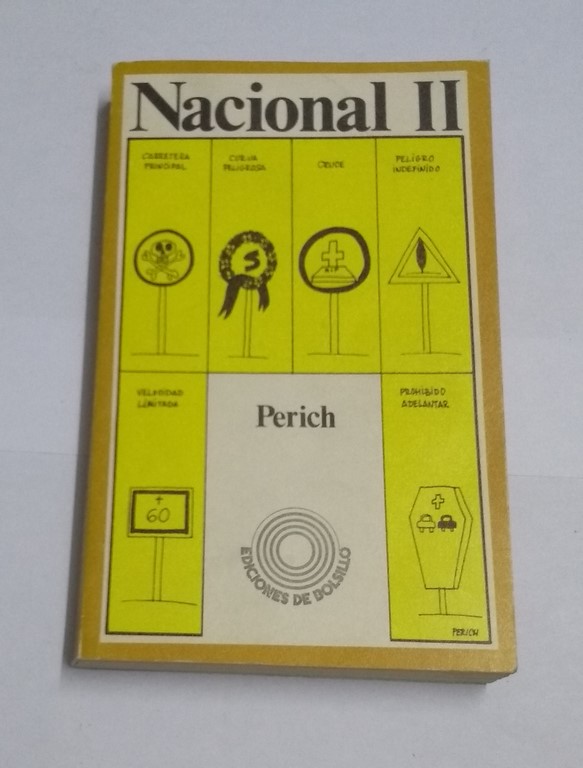 Nacional II
CARRETERA
PRINCIPAL
CURVA
PELIGROSA
S
CRUCE
RIP
PELIGRO
INDEFINIDO
VELOCIDAD
LIMITADA
60
Perich
EDICIONES DE BOLSILLO
PROHIBIDO
ADELANTAR
PERICH